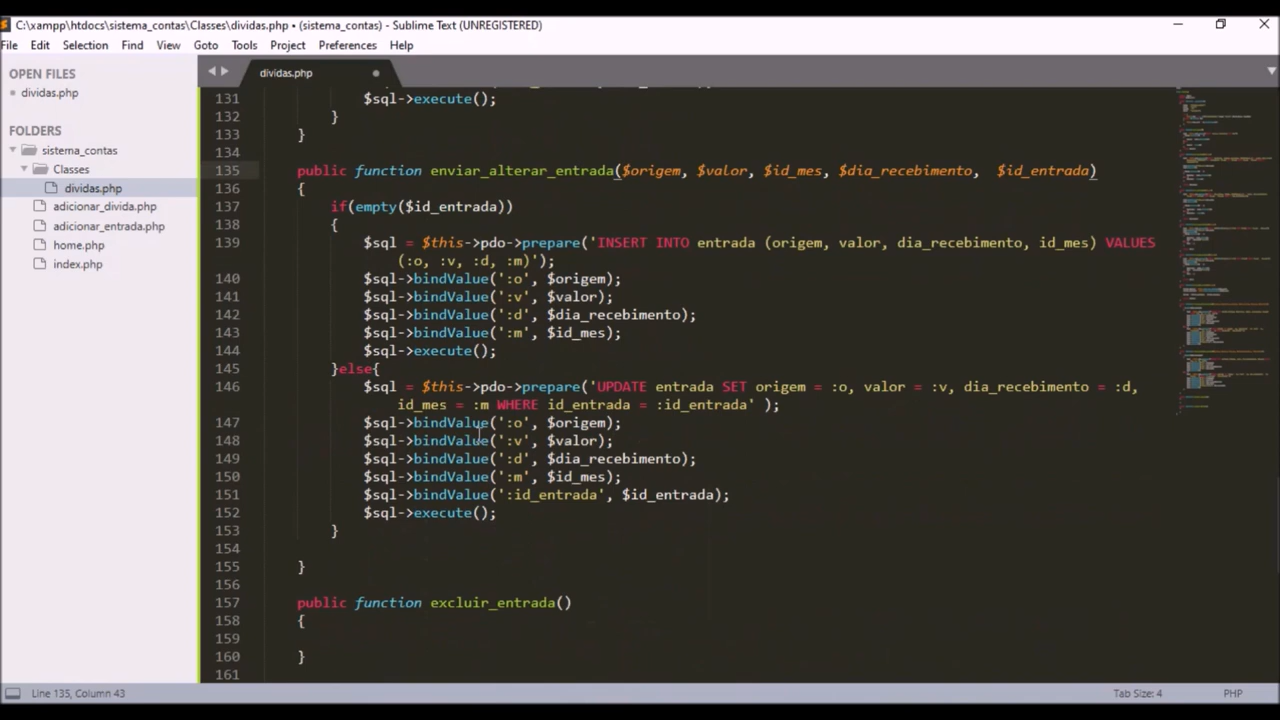 C:\xampp\htdocs\sistema_contas\Classes\dividas.php • (sistema_contas) - Sublime Text (UNREGISTERED)
File Edit Selection Find View Goto Tools Project Preferences Help
OPEN FILES
dividas.php
FOLDERS
sistema_contas
Classes
dividas.php
adicionar_divida.php
adicionar_entrada.php
home.php
index.php
dividas.php
131 $sql->execute();
132 }
133 }
134
135 public function enviar_alterar_entrada($origem, $valor, $id_mes, $dia_recebimento,  $id_entrada)
136 {
137 if(empty($id_entrada))
138 {
139 $sql = $this->pdo->prepare('INSERT INTO entrada (origem, valor, dia_recebimento, id_mes) VALUES
(:o, :v, :d, :m)');
140 $sql->bindValue(':o', $origem);
141 $sql->bindValue(':v', $valor);
142 $sql->bindValue(':d', $dia_recebimento);
143 $sql->bindValue(':m', $id_mes);
144 $sql->execute();
145 }else{
146 $sql = $this->pdo->prepare('UPDATE entrada SET origem = :o, valor = :v, dia_recebimento = :d,
id_mes = :m WHERE id_entrada = :id_entrada' );
147 $sql->bindValue(':o', $origem);
148 $sql->bindValue(':v', $valor);
149 $sql->bindValue(':d', $dia_recebimento);
150 $sql->bindValue(':m', $id_mes);
151 $sql->bindValue(':id_entrada', $id_entrada);
152 $sql->execute();
153 }
154
155 }
156
157 public function excluir_entrada()
158 {
159
160 }
161
Line 135, Column 43 Tab Size: 4 PHP